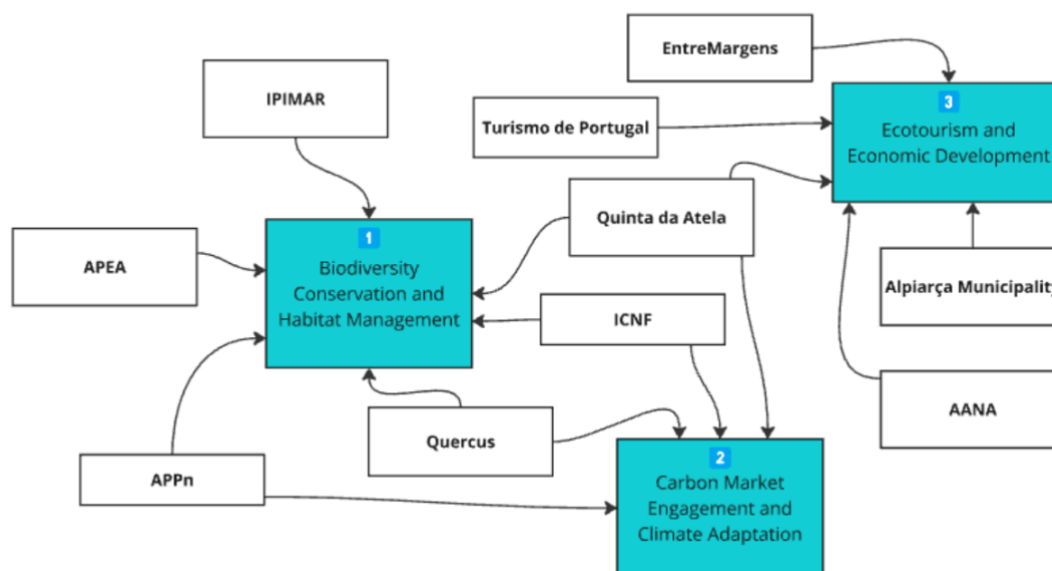 EntreMargens
IPIMAR
3
Ecotourism and
Economic Development
Turismo de Portugal
Quinta da Atela
1
Biodiversity
Conservation and
Habitat Management
APEA
Alpiarça Municipality
ICNF
AANA
Quercus
2
Carbon Market
Engagement and
Climate Adaptation
APPn